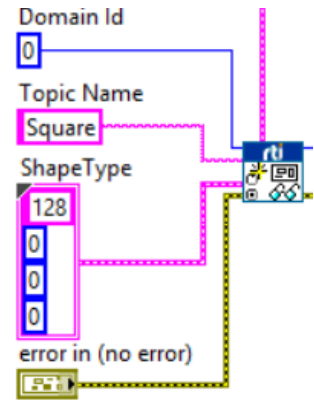 Domain Id
0
Topic Name
Square
rti
ShapeType
128
0
0
0
error in (no error)